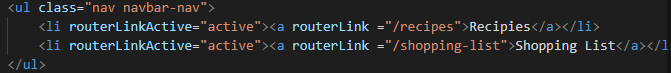 <ul class="nav navbar-nav">
<li routerLinkActive="active"><a routerLink ="/recipes">Recipies</a></li>
<li routerLinkActive="active"><a routerLink ="/shopping-list">Shopping List</a></l
</ul>